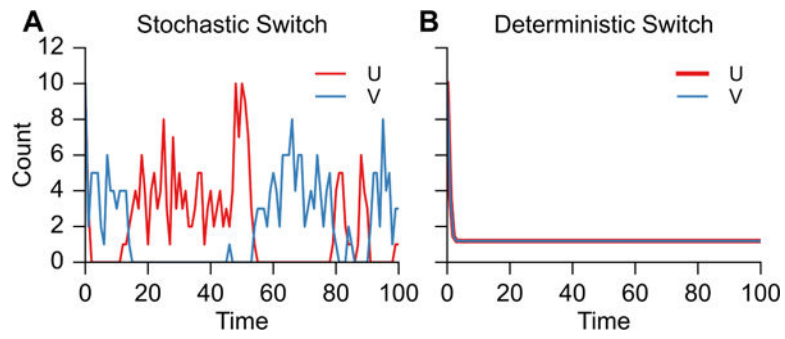 A Stochastic Switch
Count
12
10
8
6
4
2
0
U
V
0 20 40 60 80 100
Time
B Deterministic Switch
U
V
0 20 40 60 80 100
Time